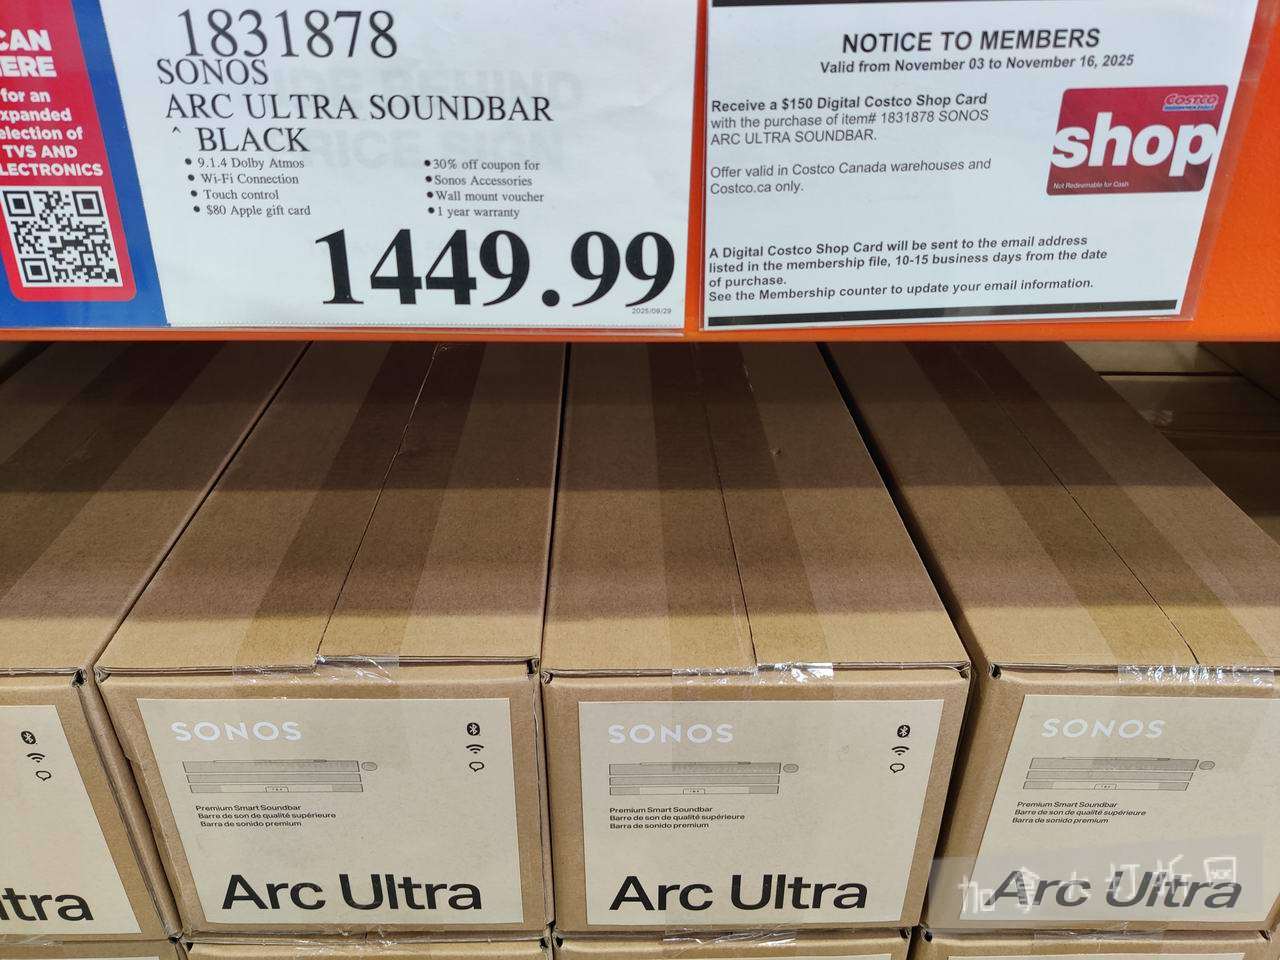 CAN
ERE
for an
xpanded
election of
TVS AND
LECTRONICS
1831878
SONOS
ARC ULTRA SOUNDBAR
^ BLACK
• 9.1.4 Dolby Atmos
• Wi-Fi Connection
• Touch control
• $80 Apple gift card
• 30% off coupon for
• Sonos Accessories
• Wall mount voucher
• 1 year warranty
1449.99
2025/09/29
NOTICE TO MEMBERS
Valid from November 03 to November 16, 2025
Receive a $150 Digital Costco Shop Card
with the purchase of item# 1831878 SONOS
ARC ULTRA SOUNDBAR.
Offer valid in Costco Canada warehouses and
Costco.ca only.
COSTCO
shop
Not Redeemable for Cash
A Digital Costco Shop Card will be sent to the email address
listed in the membership file, 10-15 business days from the date
of purchase.
See the Membership counter to update your email information.
ltra
SONOS
Premium Smart Soundbar
Barre de son de qualité supérieure
Barra de sonido premium
Arc Ultra
SONOS
Premium Smart Soundbar
Barre de son de qualité supérieure
Barra de sonido premium
Arc Ultra
SONOS
Premium Smart Soundbar
Barre de son de qualité supérieure
Barra de sonido premium
Arc Ultra
加拿大打折网